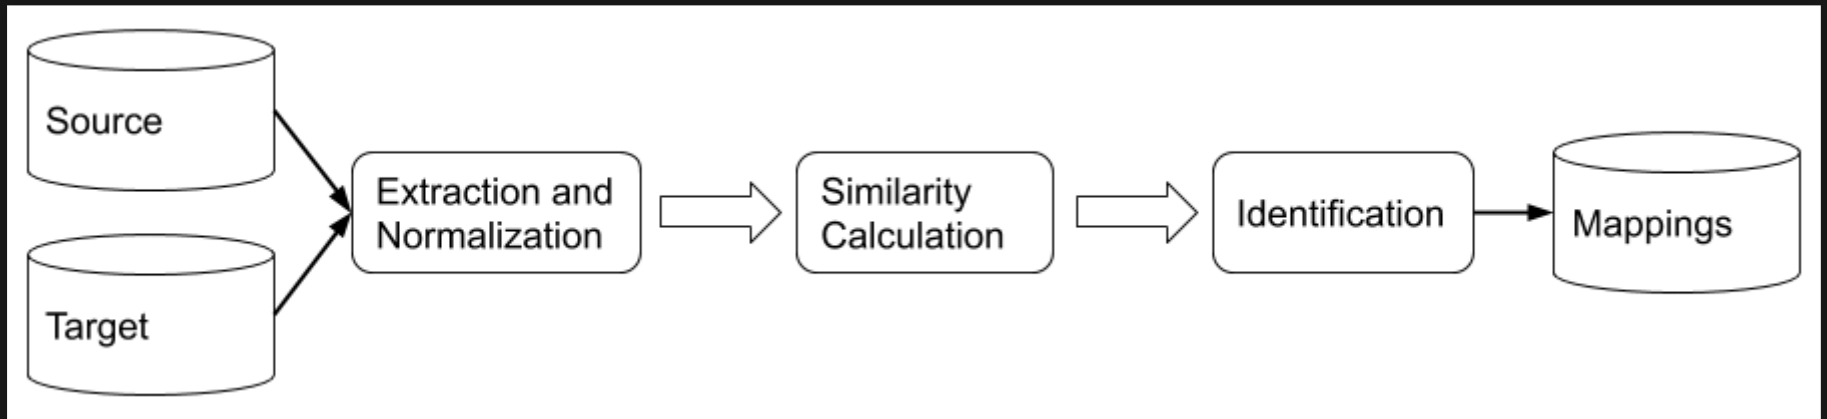 Source
Target
Extraction and
Normalization
Similarity
Calculation
Identification
Mappings